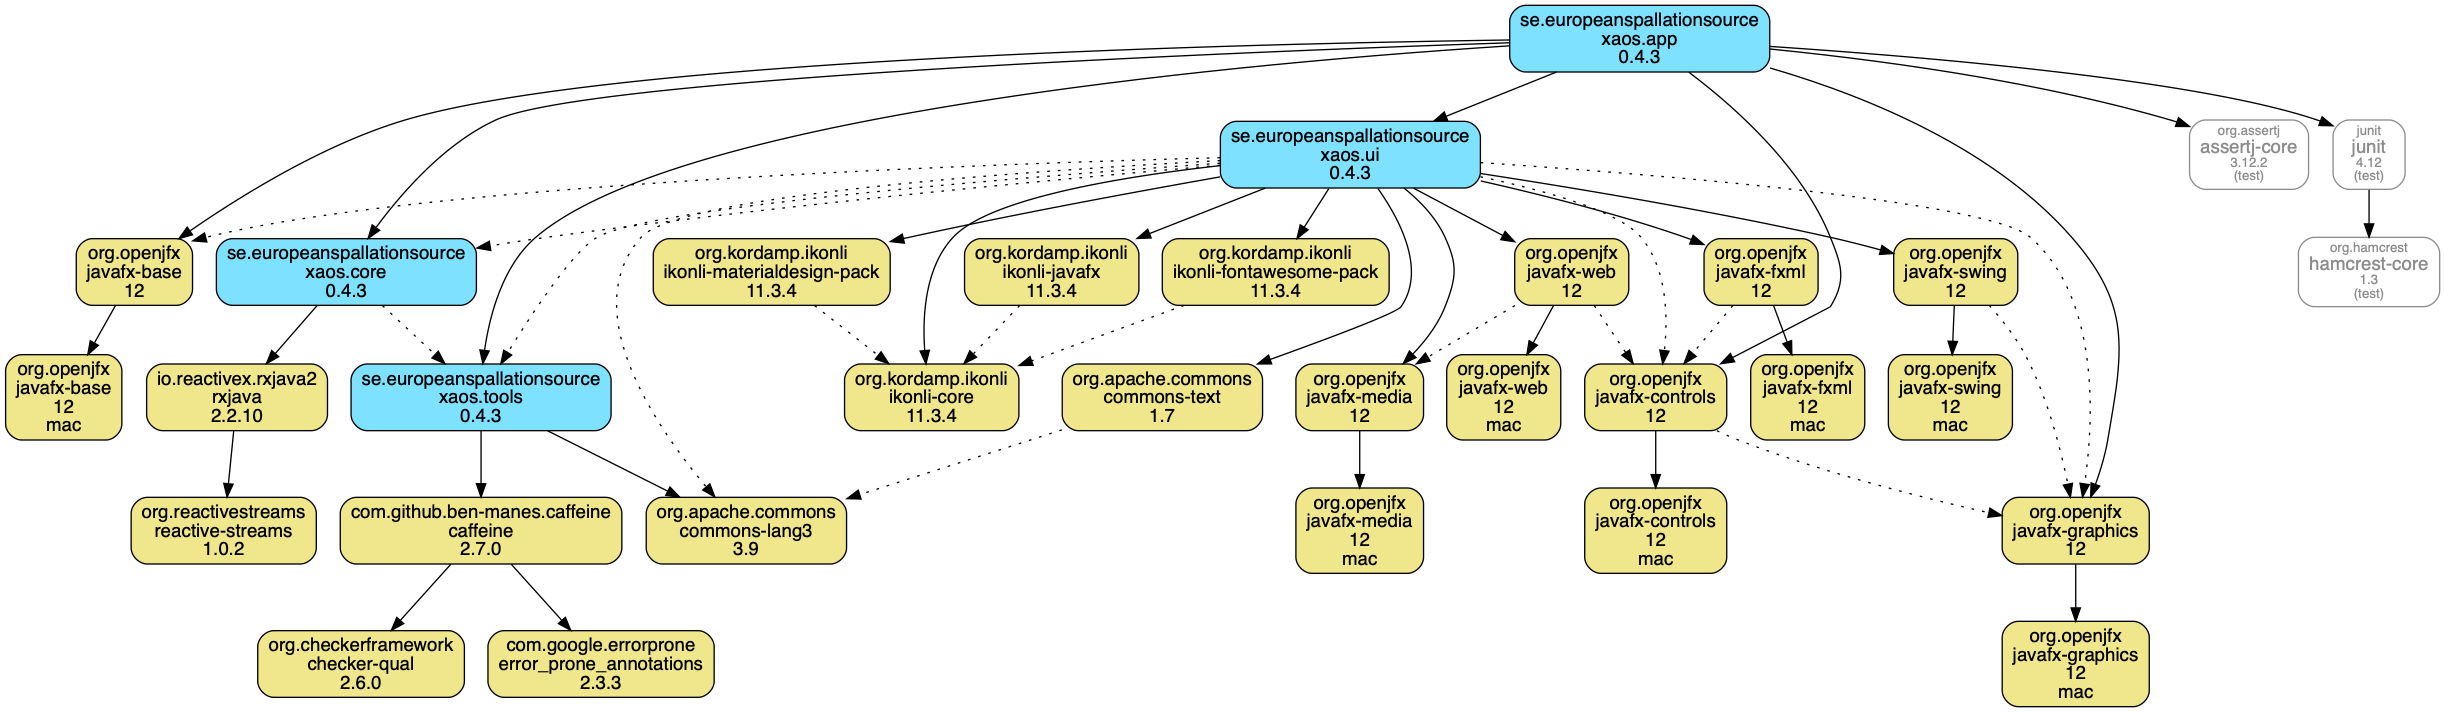 se.europeanspallationsource
xaos.app
0.4.3
se.europeanspallationsource
xaos.ui
0.4.3
org.assertj
assertj-core
3.12.2
(test)
junit
junit
4.12
(test)
org.openjfx
javafx-base
12
se.europeanspallationsource
xaos.core
0.4.3
org.kordamp.ikonli
ikonli-materialdesign-pack
11.3.4
org.kordamp.ikonli
ikonli-javafx
11.3.4
org.kordamp.ikonli
ikonli-fontawesome-pack
11.3.4
org.openjfx
javafx-web
12
org.openjfx
javafx-fxml
12
org.openjfx
javafx-swing
12
org.hamcrest
hamcrest-core
1.3
(test)
org.openjfx
javafx-base
12
mac
io.reactivex.rxjava2
rxjava
2.2.10
se.europeanspallationsource
xaos.tools
0.4.3
org.kordamp.ikonli
ikonli-core
11.3.4
org.apache.commons
commons-text
1.7
org.openjfx
javafx-media
12
org.openjfx
javafx-web
12
mac
org.openjfx
javafx-controls
12
org.openjfx
javafx-fxml
12
mac
org.openjfx
javafx-swing
12
mac
org.reactivestreams
reactive-streams
1.0.2
com.github.ben-manes.caffeine
caffeine
2.7.0
org.apache.commons
commons-lang3
3.9
org.openjfx
javafx-media
12
mac
org.openjfx
javafx-controls
12
mac
org.openjfx
javafx-graphics
12
org.checkerframework
checker-qual
2.6.0
com.google.errorprone
error_prone_annotations
2.3.3
org.openjfx
javafx-graphics
12
mac